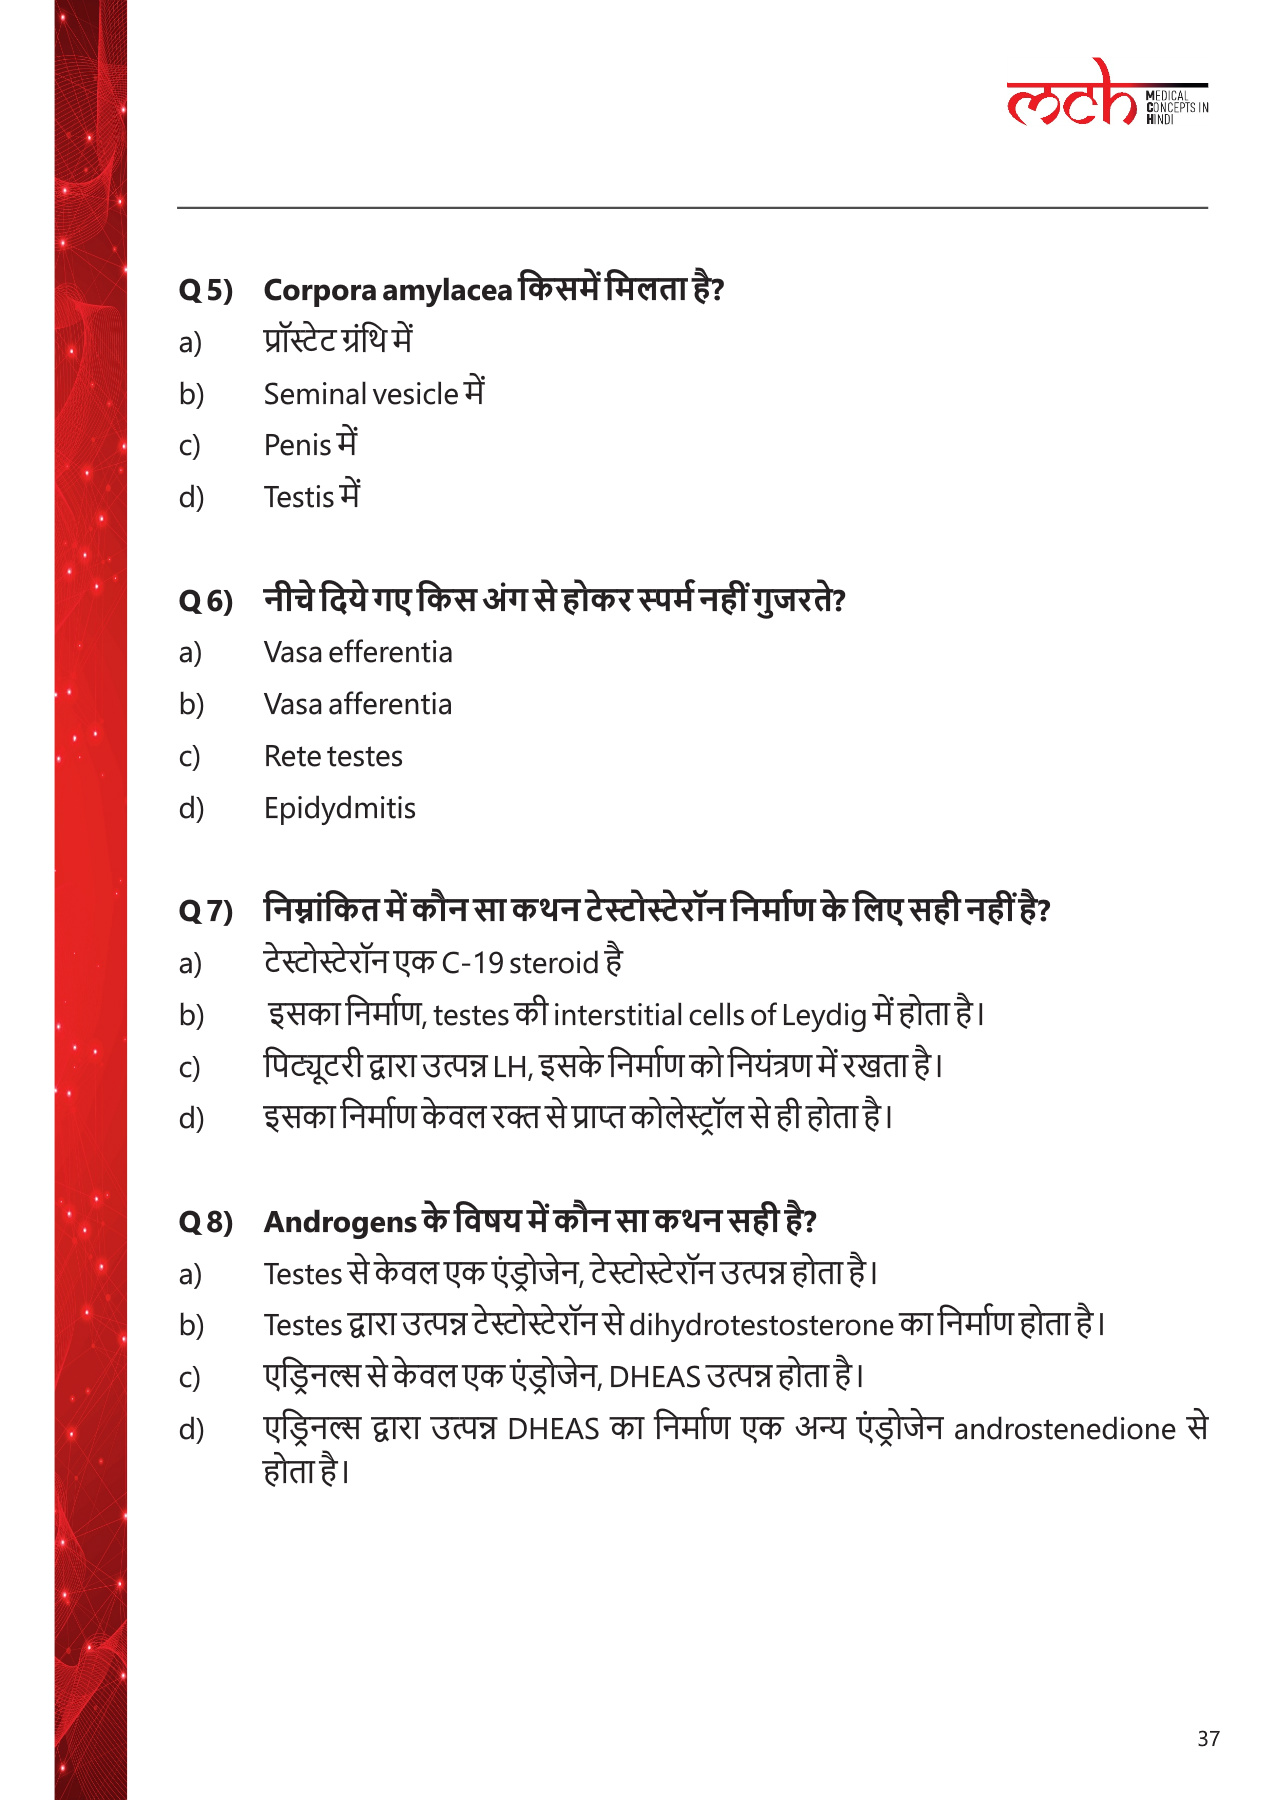 mch MEDICAL
CONCEPTS IN
HINDI
Q 5) Corpora amylacea किसमें मिलता है?
a) प्रॉस्टेट ग्रंथि में
b) Seminal vesicle में
c) Penis में
d) Testis में
Q 6) नीचे दिये गए किस अंग से होकर स्पर्म नहीं गुजरते?
a) Vasa efferentia
b) Vasa afferentia
c) Rete testes
d) Epidydmitis
Q 7) निम्नांकित में कौन सा कथन टेस्टोस्टेरॉन निर्माण के लिए सही नहीं है?
a) टेस्टोस्टेरॉन एक C-19 steroid है
b) इसका निर्माण, testes की interstitial cells of Leydig में होता है।
c) पिट्यूटरी द्वारा उत्पन्न LH, इसके निर्माण को नियंत्रण में रखता है।
d) इसका निर्माण केवल रक्त से प्राप्त कोलेस्ट्रॉल से ही होता है।
Q 8) Androgens के विषय में कौन सा कथन सही है?
a) Testes से केवल एक एंड्रोजेन, टेस्टोस्टेरॉन उत्पन्न होता है।
b) Testes द्वारा उत्पन्न टेस्टोस्टेरॉन से dihydrotestosterone का निर्माण होता है।
c) एड्रिनल्स से केवल एक एंड्रोजेन, DHEAS उत्पन्न होता है।
d) एड्रिनल्स द्वारा उत्पन्न DHEAS का निर्माण एक अन्य एंड्रोजेन androstenedione से
होता है।
37